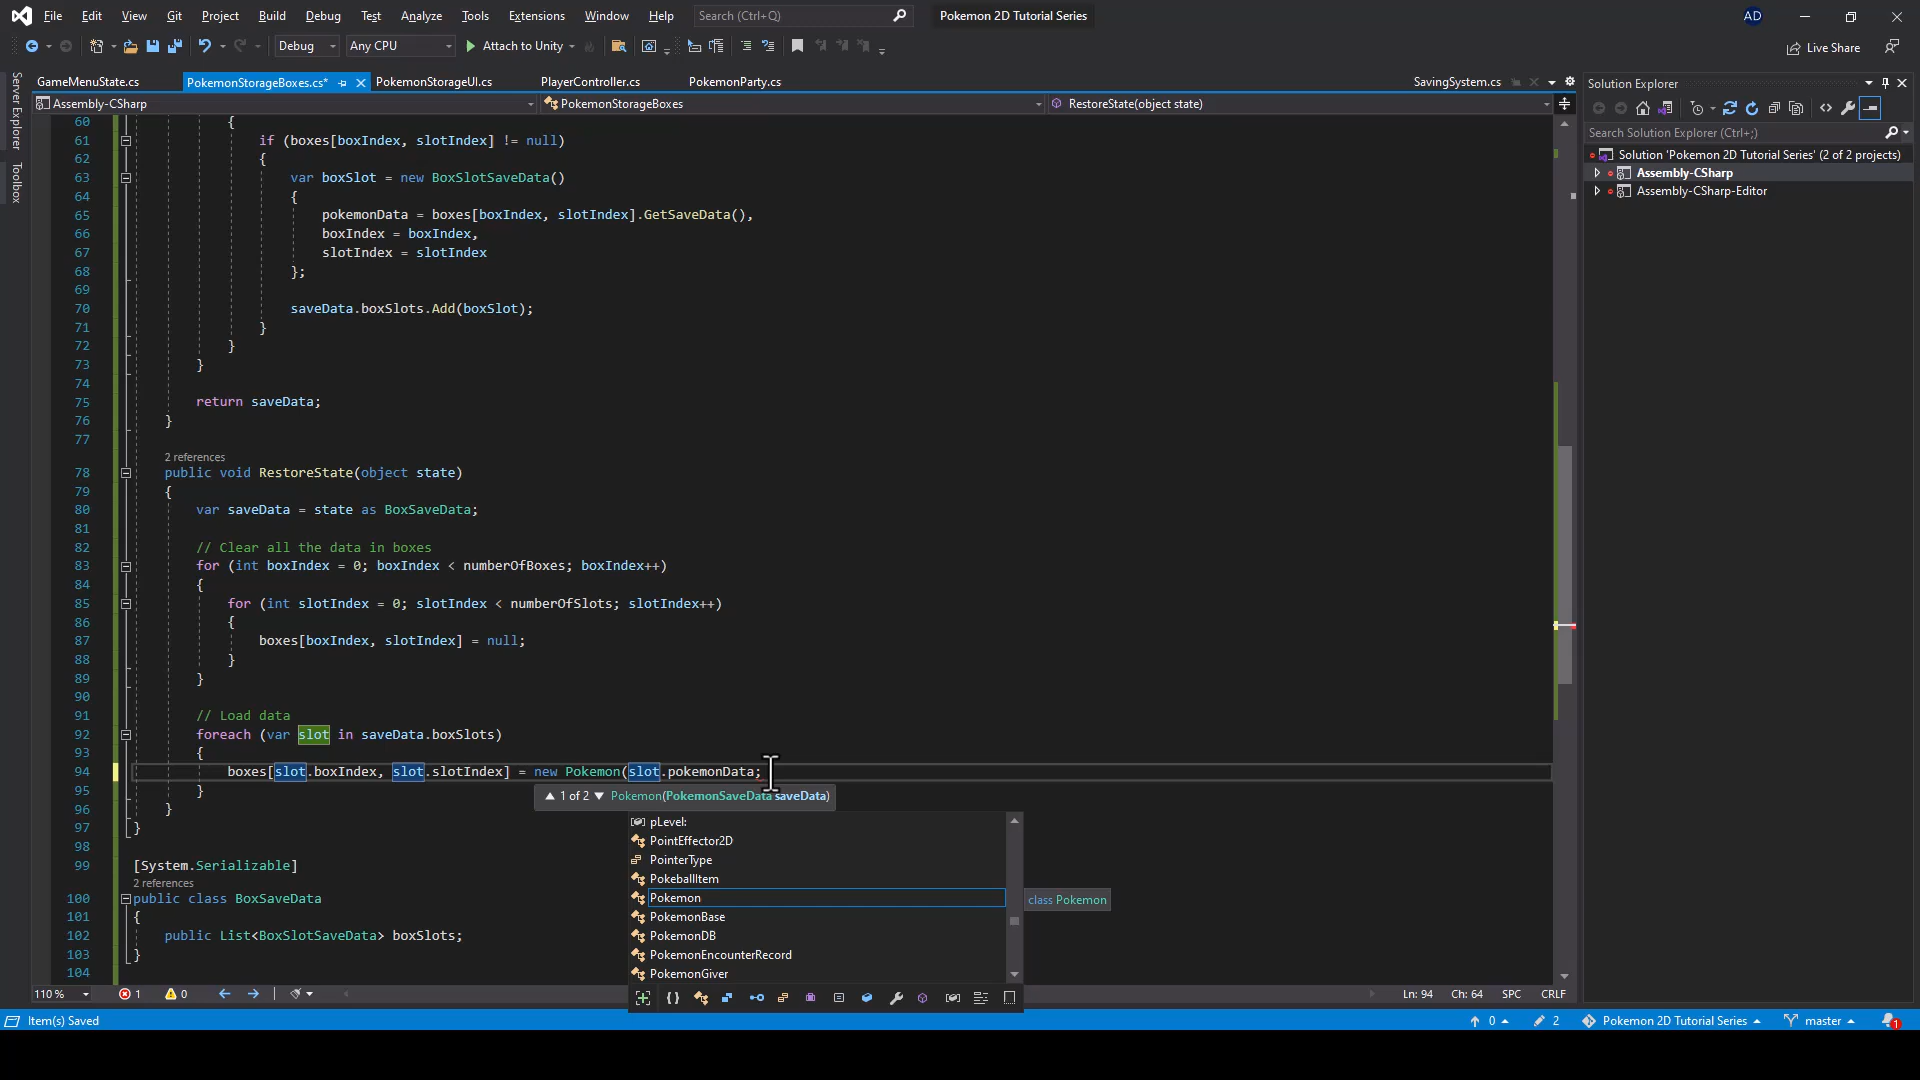 File Edit View Git Project Build Debug Test Analyze Tools Extensions Window Help Search (Ctrl+Q) Pokemon 2D Tutorial Series AD
Debug Any CPU Attach to Unity Live Share
GameMenuState.cs PokemonStorageBoxes.cs* PokemonStorageUI.cs PlayerController.cs PokemonParty.cs SavingSystem.cs
Assembly-CSharp PokemonStorageBoxes RestoreState(object state)
Server Explorer
Toolbox
60 {
61 if (boxes[boxIndex, slotIndex] != null)
62 {
63 var boxSlot = new BoxSlotSaveData()
64 {
65 pokemonData = boxes[boxIndex, slotIndex].GetSaveData(),
66 boxIndex = boxIndex,
67 slotIndex = slotIndex
68 };
69
70 saveData.boxSlots.Add(boxSlot);
71 }
72 }
73 }
74
75 return saveData;
76 }
77
2 references
78 public void RestoreState(object state)
79 {
80 var saveData = state as BoxSaveData;
81
82 // Clear all the data in boxes
83 for (int boxIndex = 0; boxIndex < numberOfBoxes; boxIndex++)
84 {
85 for (int slotIndex = 0; slotIndex < numberOfSlots; slotIndex++)
86 {
87 boxes[boxIndex, slotIndex] = null;
88 }
89 }
90
91 // Load data
92 foreach (var slot in saveData.boxSlots)
93 {
94 boxes[slot.boxIndex, slot.slotIndex] = new Pokemon(slot.pokemonData;
95 }
1 of 2 Pokemon(PokemonSaveData saveData)
96 }
97 }
98
99 [System.Serializable]
2 references
100 public class BoxSaveData
101 {
102 public List<BoxSlotSaveData> boxSlots;
103 }
104
pLevel:
PointEffector2D
PointerType
PokeballItem
Pokemon
class Pokemon
PokemonBase
PokemonDB
PokemonEncounterRecord
PokemonGiver
110 % 1 0 Ln: 94 Ch: 64 SPC CRLF
Item(s) Saved 0 2 Pokemon 2D Tutorial Series master 1
Solution Explorer
Search Solution Explorer (Ctrl+;)
Solution 'Pokemon 2D Tutorial Series' (2 of 2 projects)
Assembly-CSharp
Assembly-CSharp-Editor